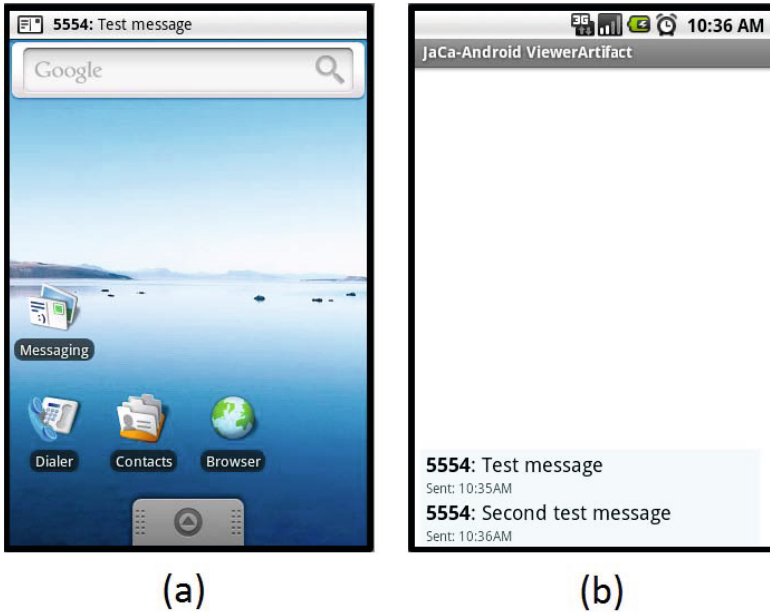 5554: Test message
Google
Messaging
Dialer Contacts Browser
(a)
3G 10:36 AM
JaCa-Android ViewerArtifact
5554: Test message
Sent: 10:35AM
5554: Second test message
Sent: 10:36AM
(b)